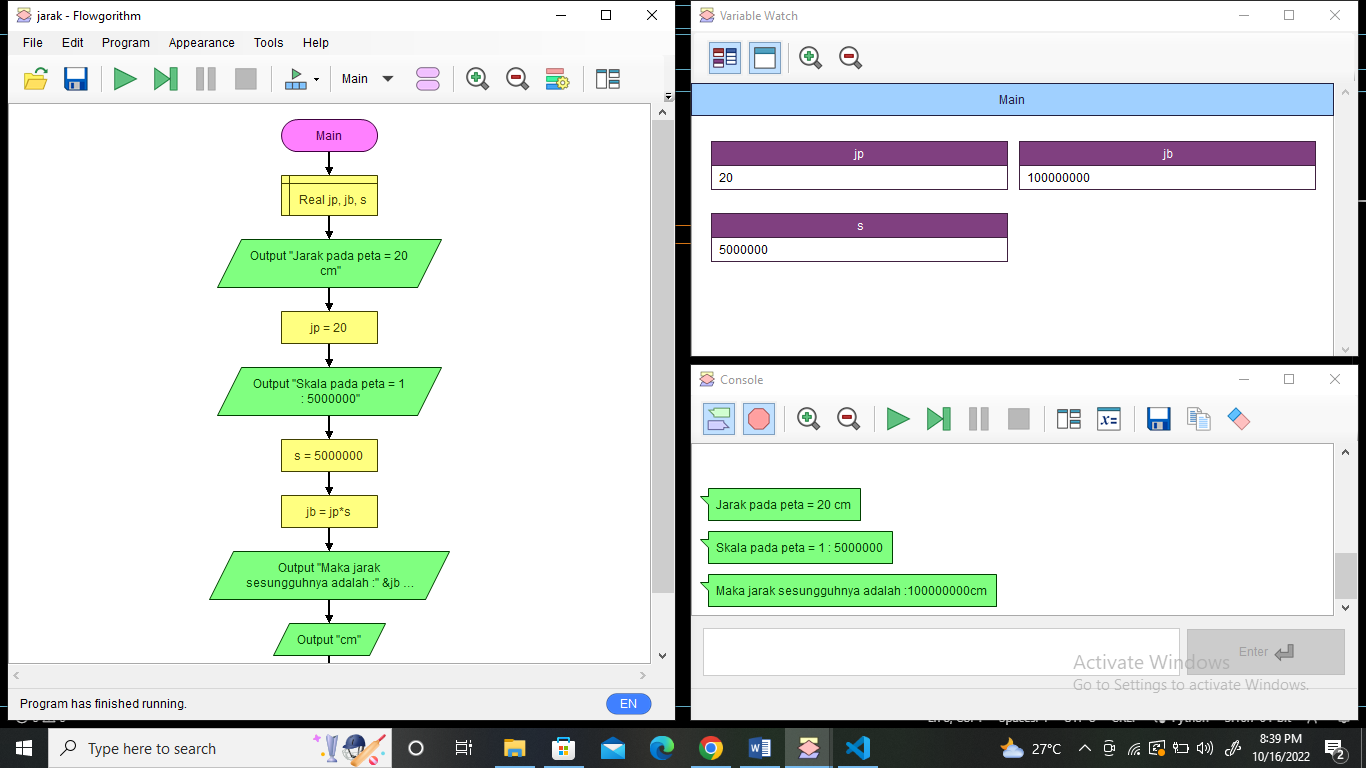 jarak - Flowgorithm
File Edit Program Appearance Tools Help
Main
Main
Real jp, jb, s
Output "Jarak pada peta = 20
cm"
jp = 20
Output "Skala pada peta = 1
: 5000000"
s = 5000000
jb = jp*s
Output "Maka jarak
sesungguhnya adalah :" &jb ...
Output "cm"
Program has finished running.
EN
Variable Watch
Main
jp
20
jb
100000000
s
5000000
Console
x=
Jarak pada peta = 20 cm
Skala pada peta = 1 : 5000000
Maka jarak sesungguhnya adalah :100000000cm
Enter
Activate Windows
Go to Settings to activate Windows.
Type here to search
27°C
8:39 PM
10/16/2022
2